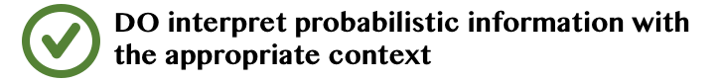 DO interpret probabilistic information with
the appropriate context